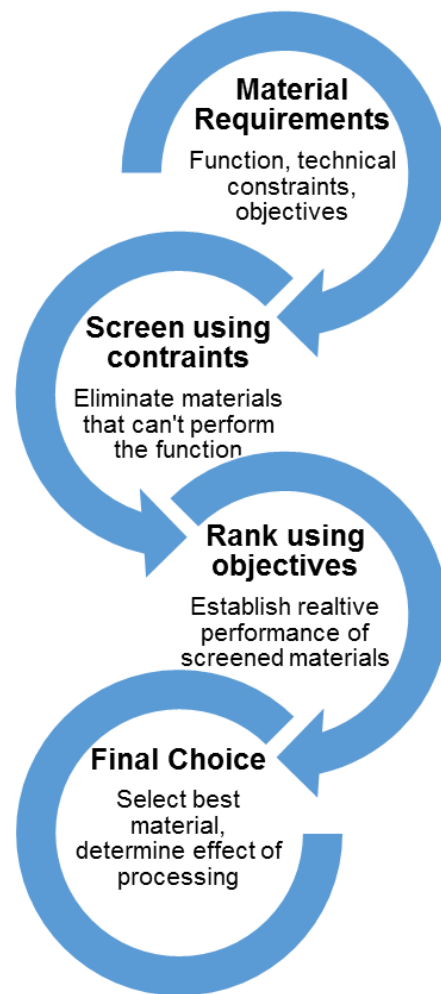 Material
Requirements
Function, technical
constraints,
objectives
Screen using
contraints
Eliminate materials
that can't perform
the function
Rank using
objectives
Establish realtive
performance of
screened materials
Final Choice
Select best
material,
determine effect of
processing